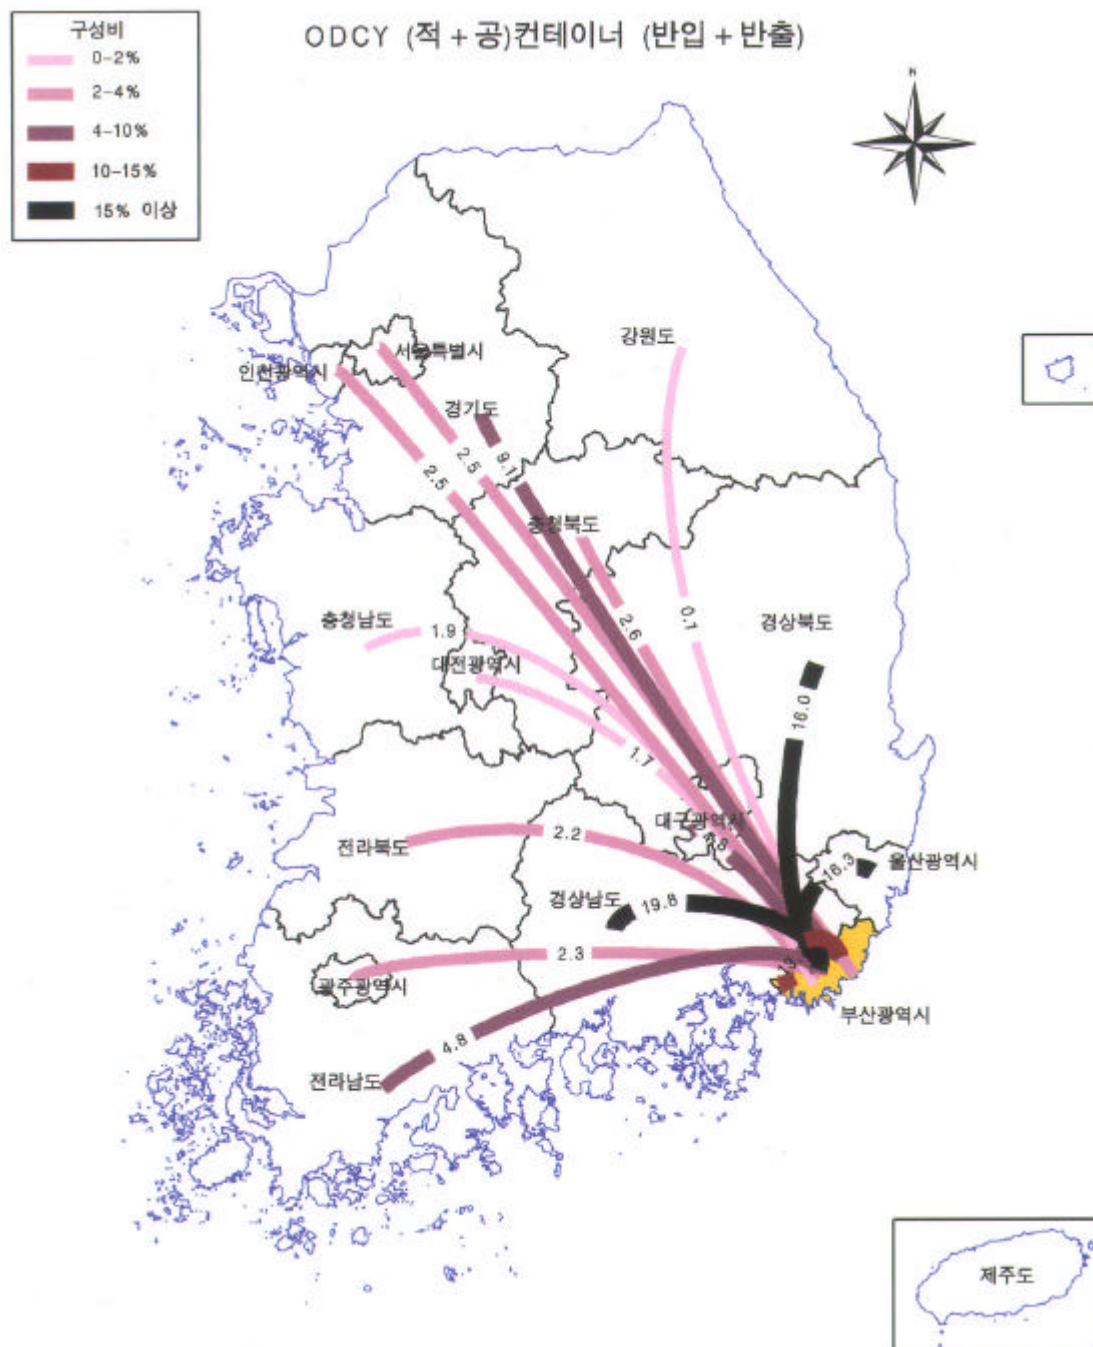 구성비
0-2%
2-4%
4-10%
10-15%
15% 이상
ODCY (적 + 공)컨테이너 (반입 + 반출)
N
강원도
서울특별시
인천광역시
경기도
9.1
2.5
2.5
충청북도
2.6
0.1
충청남도
1.9
경상북도
대전광역시
16.0
1.7
대구광역시
4.8
전라북도
2.2
16.3
울산광역시
경상남도
19.8
2.3
광주광역시
13
부산광역시
4.8
전라남도
제주도